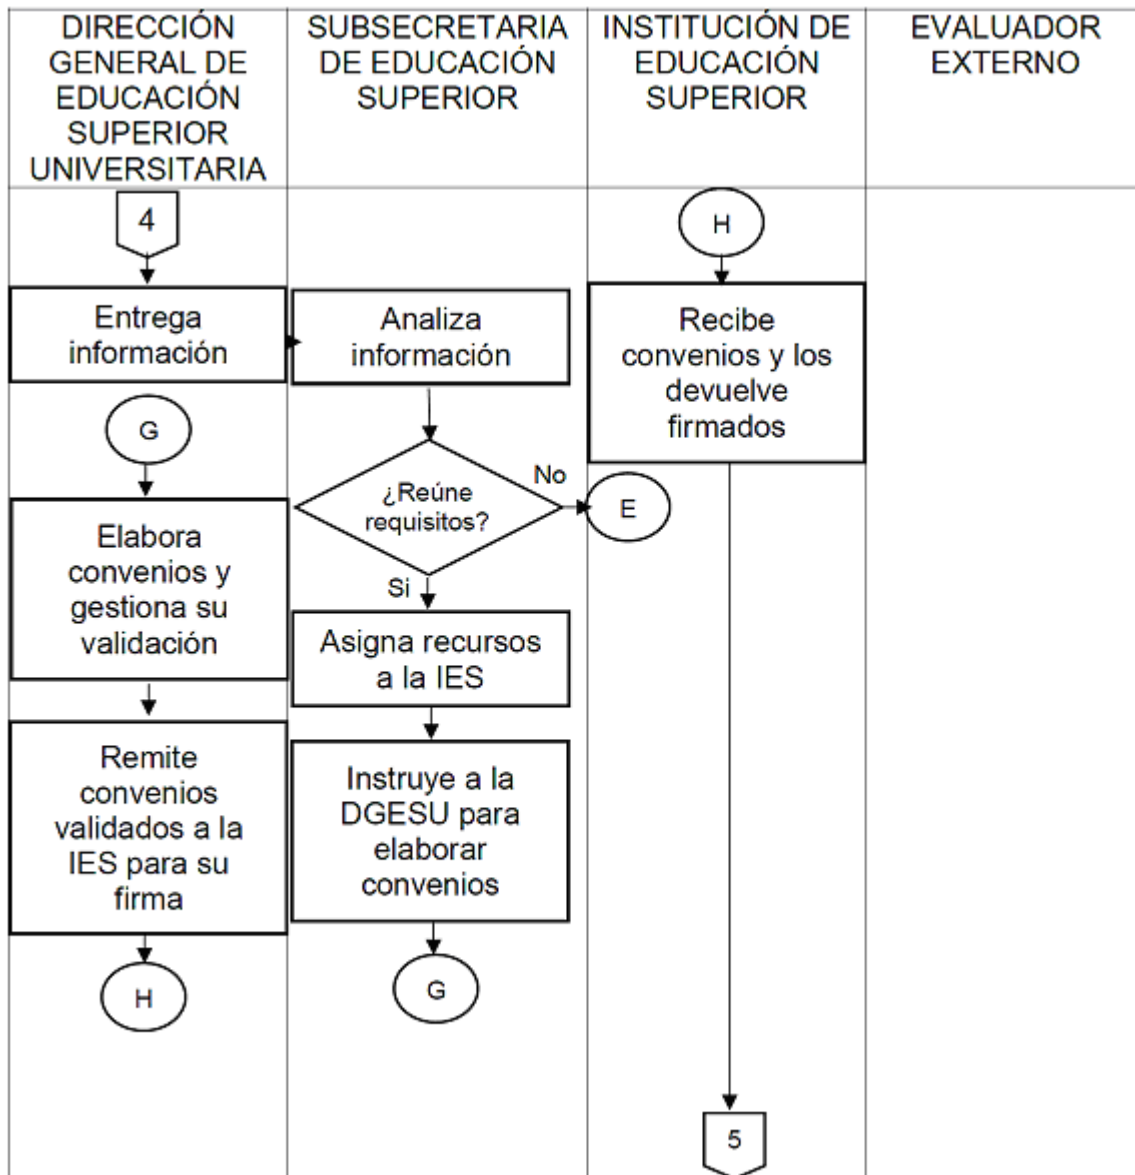 DIRECCIÓN
GENERAL DE
EDUCACIÓN
SUPERIOR
UNIVERSITARIA
SUBSECRETARIA
DE EDUCACIÓN
SUPERIOR
INSTITUCIÓN DE
EDUCACIÓN
SUPERIOR
EVALUADOR
EXTERNO
4
Entrega
información
G
Elabora
convenios y
gestiona su
validación
Remite
convenios
validados a la
IES para su
firma
H
Analiza
información
¿Reúne
requisitos?
No
Si
Asigna recursos
a la IES
Instruye a la
DGESU para
elaborar
convenios
G
H
Recibe
convenios y los
devuelve
firmados
E
5